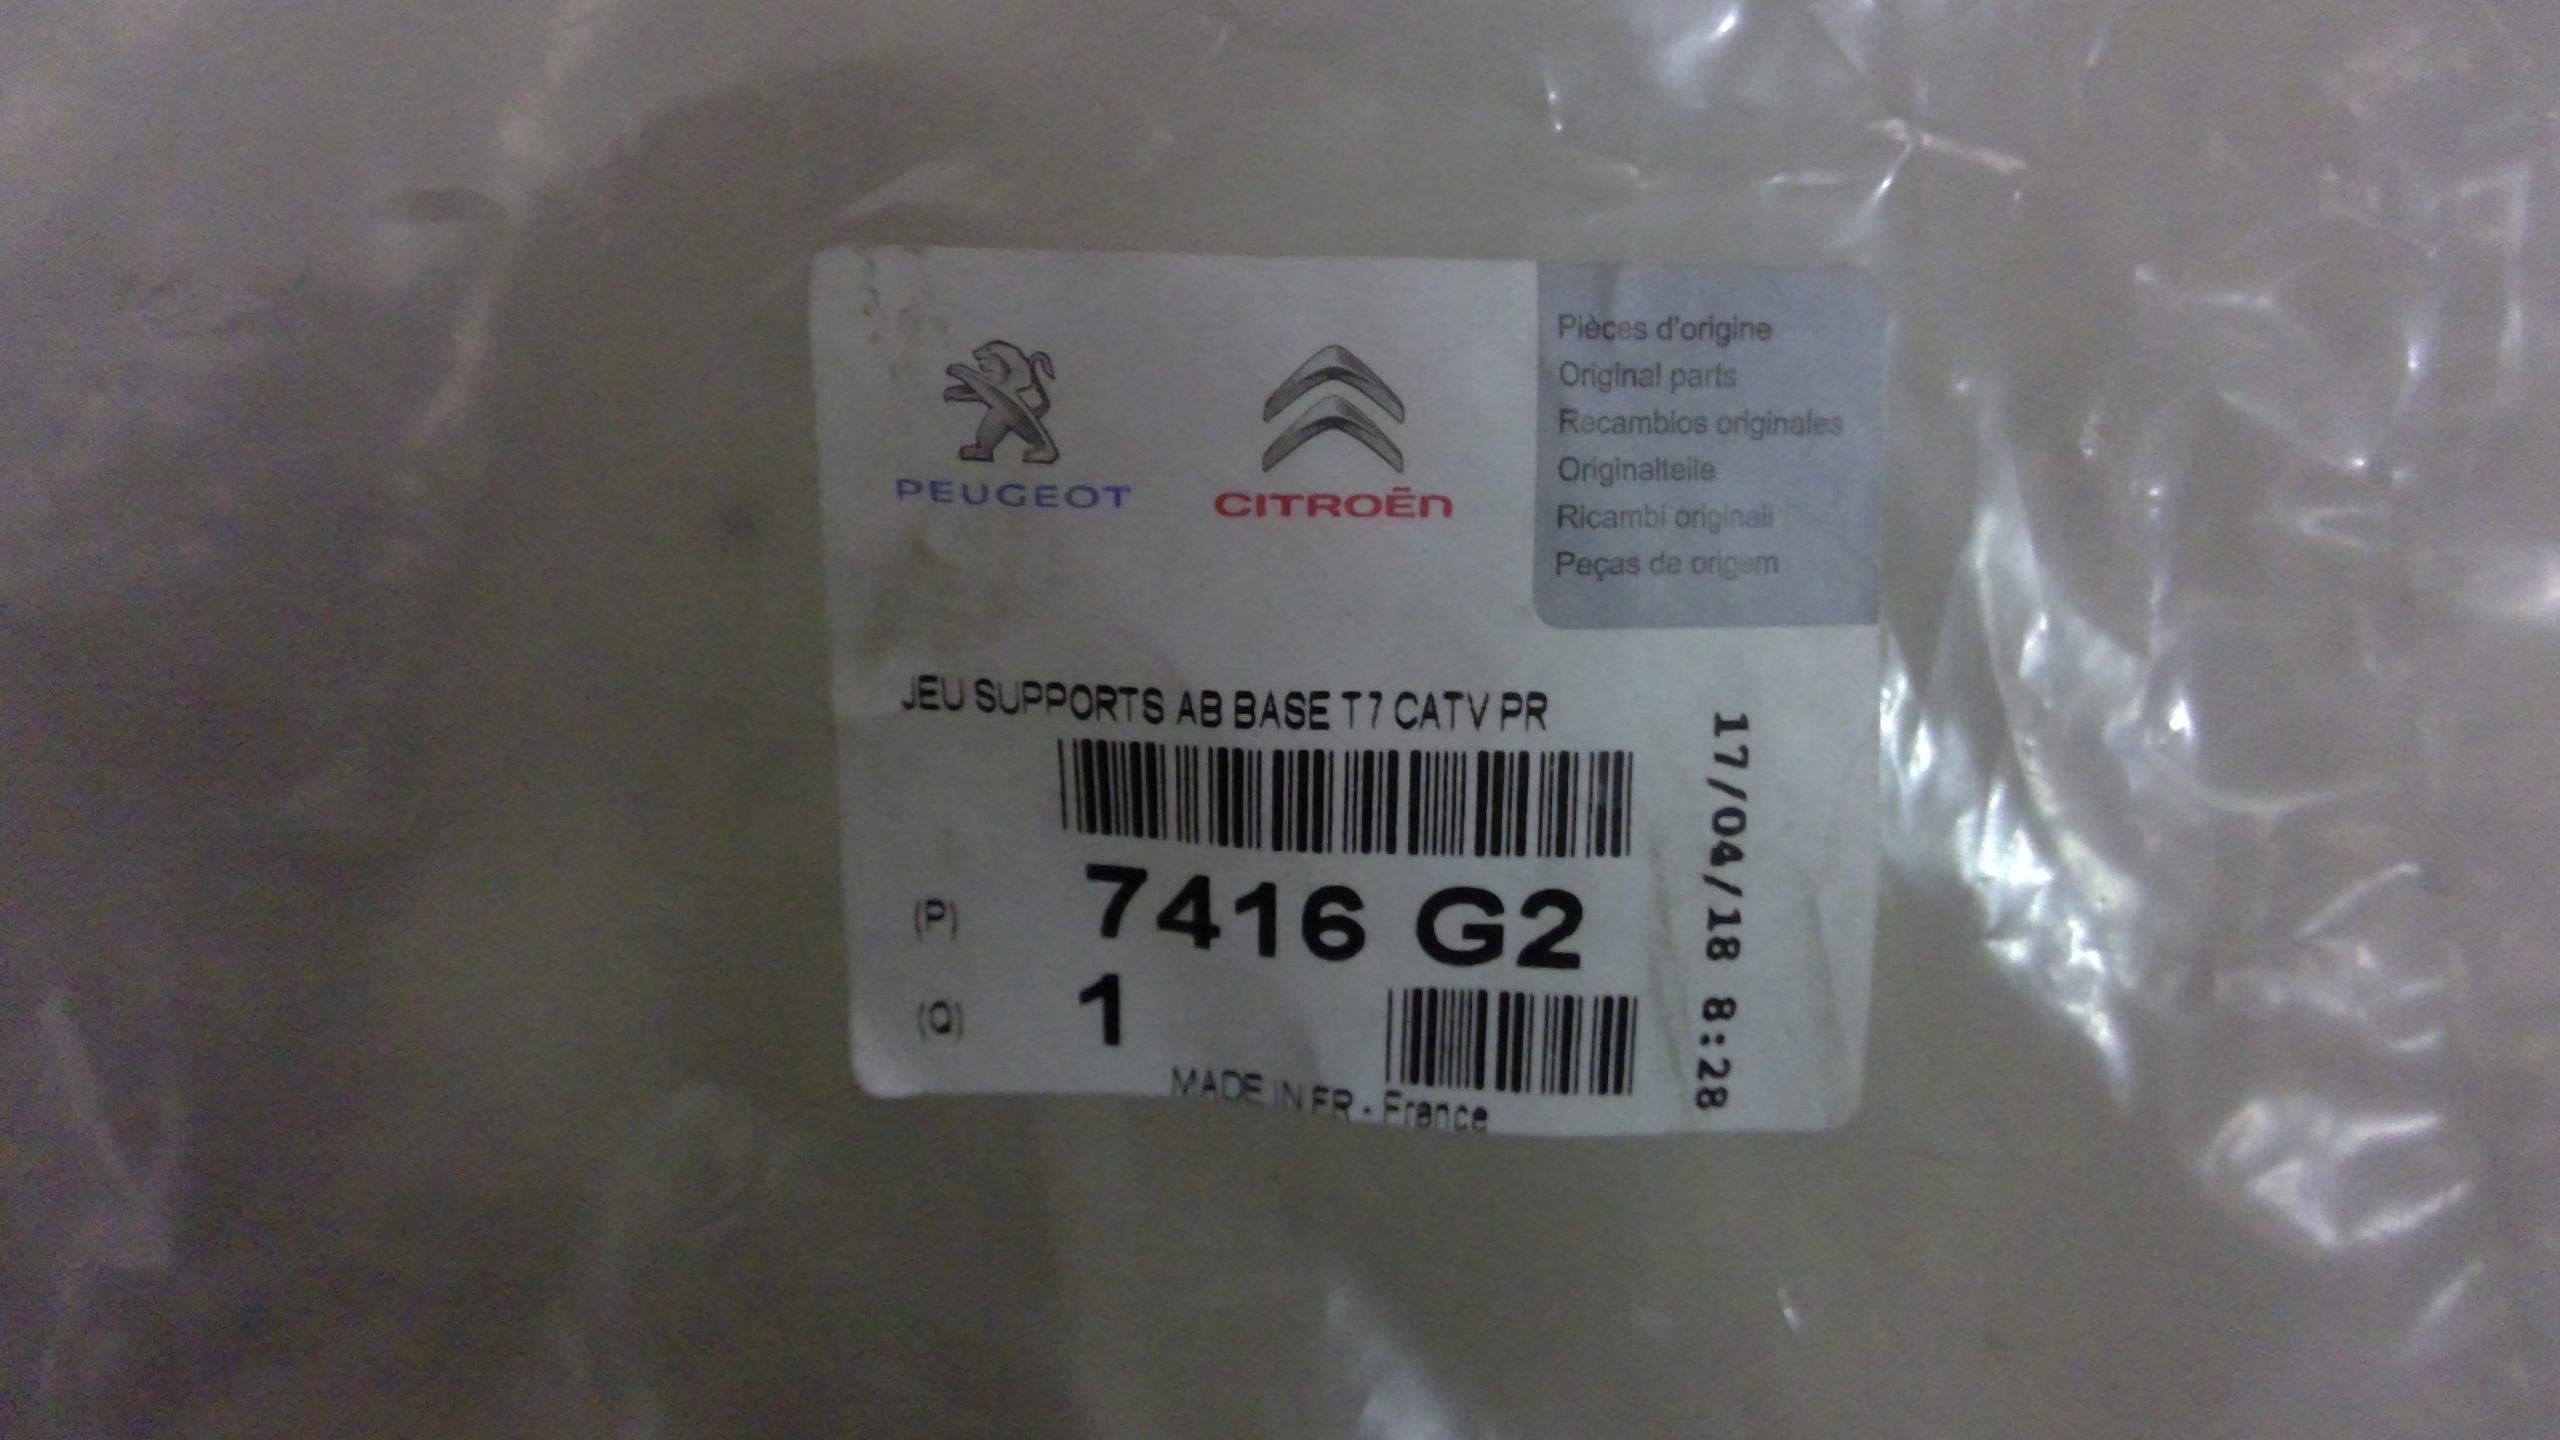 PEUGEOT
CITROËN
Pièces d'origine
Original parts
Recambios originales
Originalteile
Ricambi originali
Peças de origem
JEU SUPPORTS AB BASE T7 CATV PR
(P) 7416 G2
(Q) 1
MADE IN FR - France
17/04/18 8:28